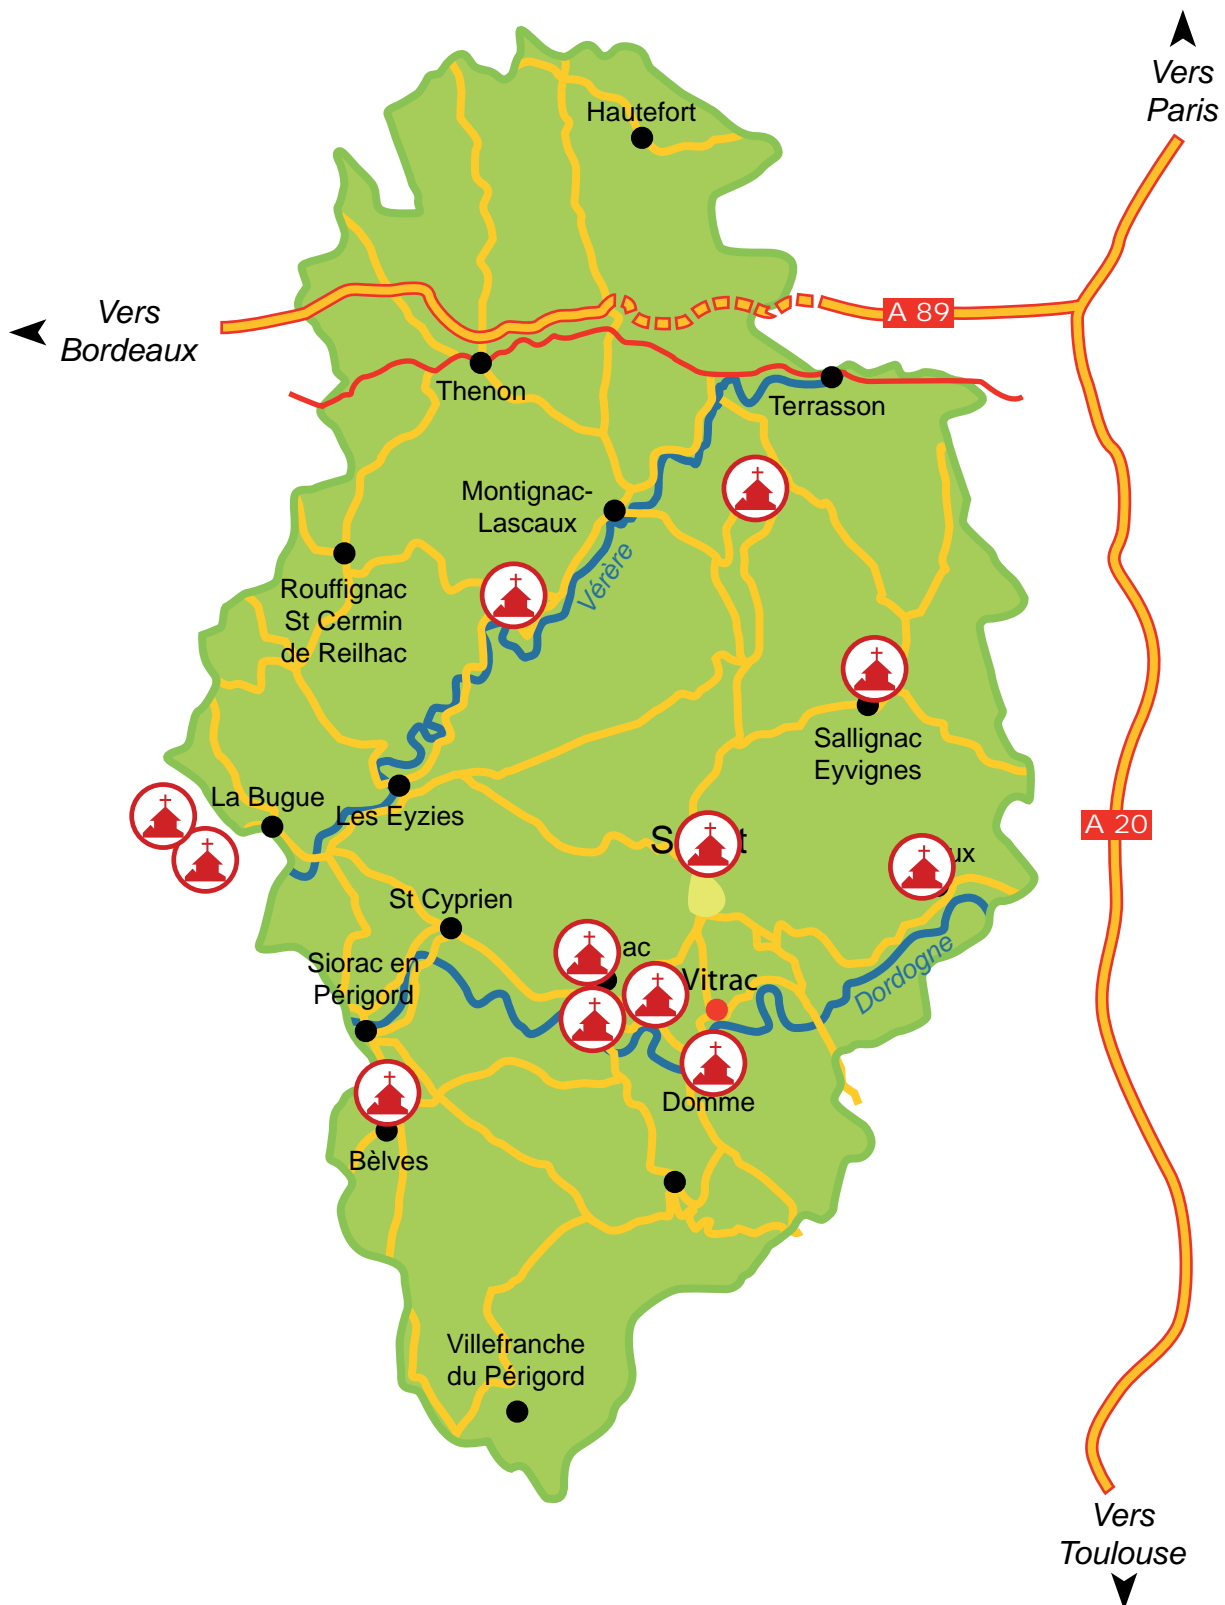 Vers
Paris
Hautefort
A 89
Vers
Bordeaux
Thenon
Terrasson
Montignac-
Lascaux
Vérère
Rouffignac
St Cermin
de Reilhac
Sallignac
Eyvignes
La Bugue
Les Eyzies
A 20
St Cyprien
Siorac en
Périgord
Vitrac
Dordogne
Domme
Bèlves
Villefranche
du Périgord
Vers
Toulouse